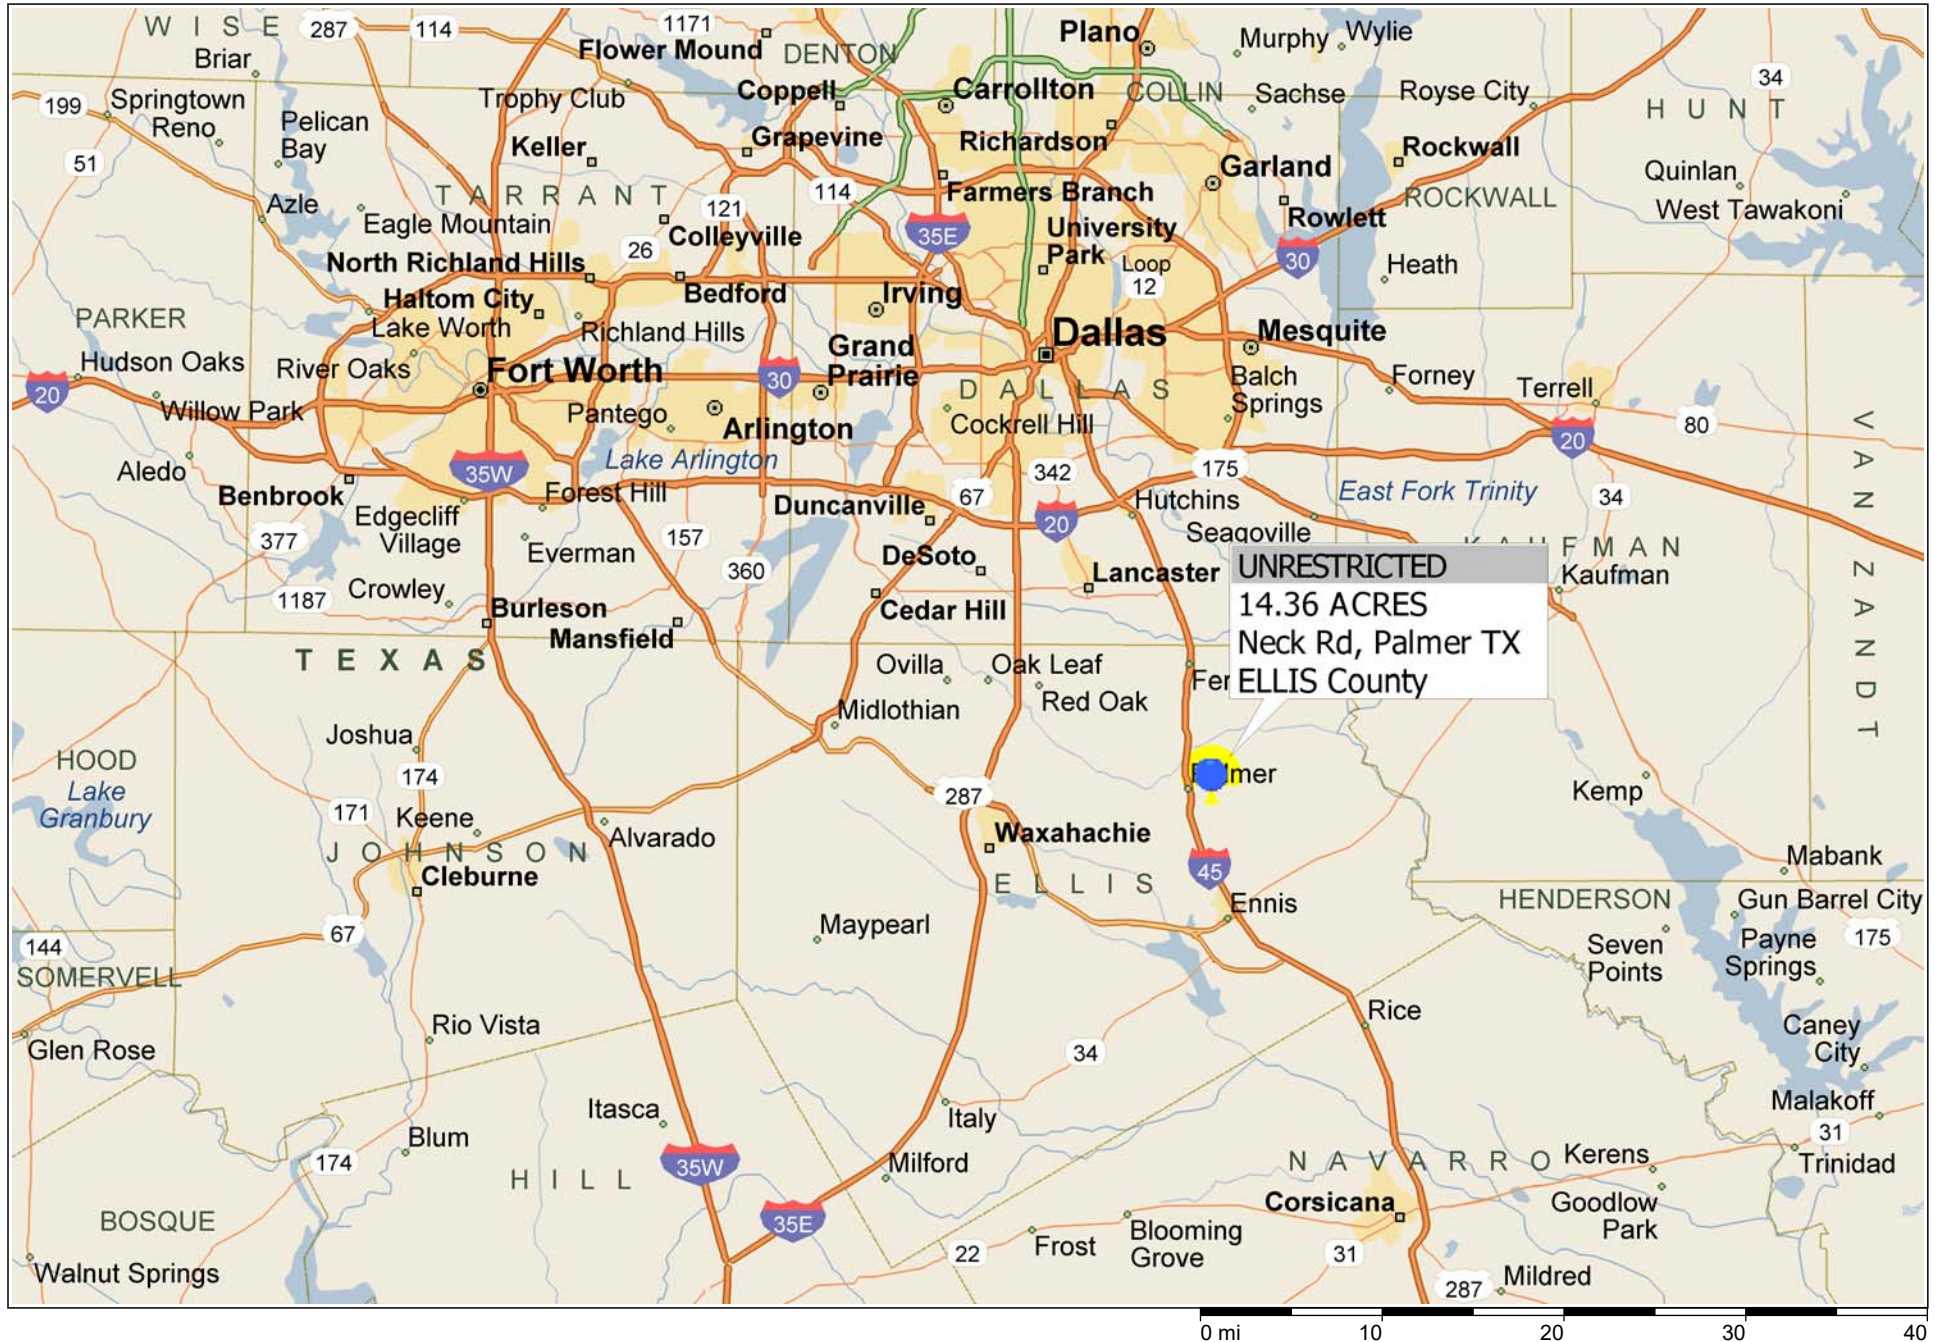 WISE
287
114
1171
Flower Mound
DENTON
Plano
Murphy
Wylie
Briar
34
199
Springtown
Reno
Pelican
Bay
Trophy Club
Coppell
Carrollton
COLLIN
Sachse
Royse City
HUNT
51
Keller
Grapevine
Richardson
Garland
Rockwall
Quinlan
Azle
TARRANT
114
Farmers Branch
ROCKWALL
West Tawakoni
Eagle Mountain
121
26
Colleyville
35E
University
Park
Rowlett
30
North Richland Hills
Loop
12
Heath
Haltom City
Bedford
Irving
PARKER
Lake Worth
Richland Hills
Dallas
Mesquite
Hudson Oaks
River Oaks
Fort Worth
30
Grand
Prairie
20
Willow Park
Pantego
Arlington
DALLAS
Cockrell Hill
Balch
Springs
Forney
Terrell
80
20
VAN ZANDT
Aledo
35W
Lake Arlington
342
175
Benbrook
Forest Hill
Duncanville
67
20
Hutchins
East Fork Trinity
34
Edgecliff
Village
377
Everman
157
360
DeSoto
Seagoville
KAUFMAN
Kaufman
1187
Crowley
Burleson
Mansfield
Cedar Hill
Lancaster
UNRESTRICTED
14.36 ACRES
Neck Rd, Palmer TX
ELLIS County
TEXAS
Ovilla
Oak Leaf
Red Oak
Fer
Joshua
Midlothian
HOOD
Lake
Granbury
174
171
Keene
Alvarado
287
lmer
Kemp
JOHNSON
Cleburne
Waxahachie
ELLIS
45
Ennis
Mabank
HENDERSON
Gun Barrel City
67
144
SOMERVELL
Maypearl
Seven
Points
Payne
Springs
175
Glen Rose
Rio Vista
Rice
34
Caney
City
Itasca
Italy
Malakoff
31
Blum
174
HILL
35W
Milford
NAVARRO
Kerens
Trinidad
BOSQUE
35E
Corsicana
Goodlow
Park
Walnut Springs
22
Frost
Blooming
Grove
31
287
Mildred
0 mi
10
20
30
40